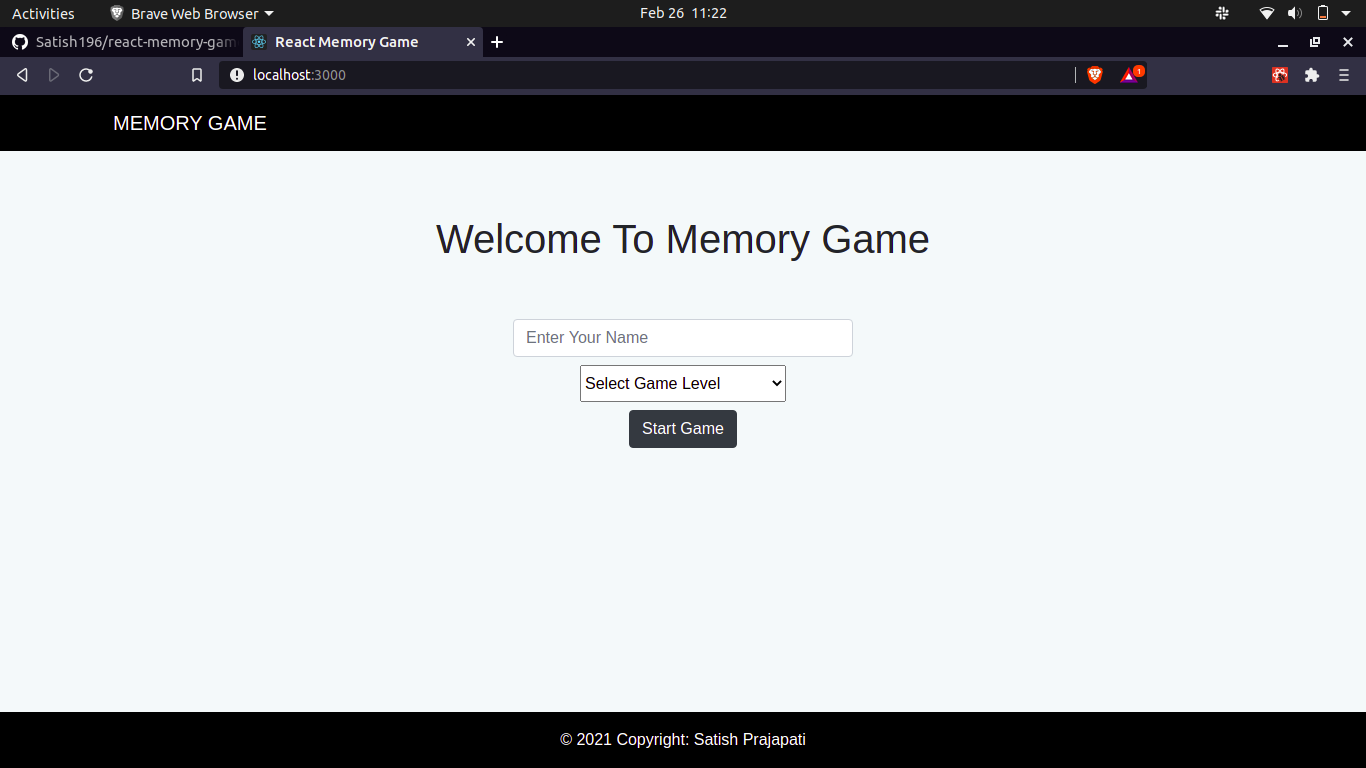 Activities Brave Web Browser Feb 26 11:22
Satish196/react-memory-gam React Memory Game
localhost:3000 1
MEMORY GAME
Welcome To Memory Game
Enter Your Name
Select Game Level
Start Game
© 2021 Copyright: Satish Prajapati